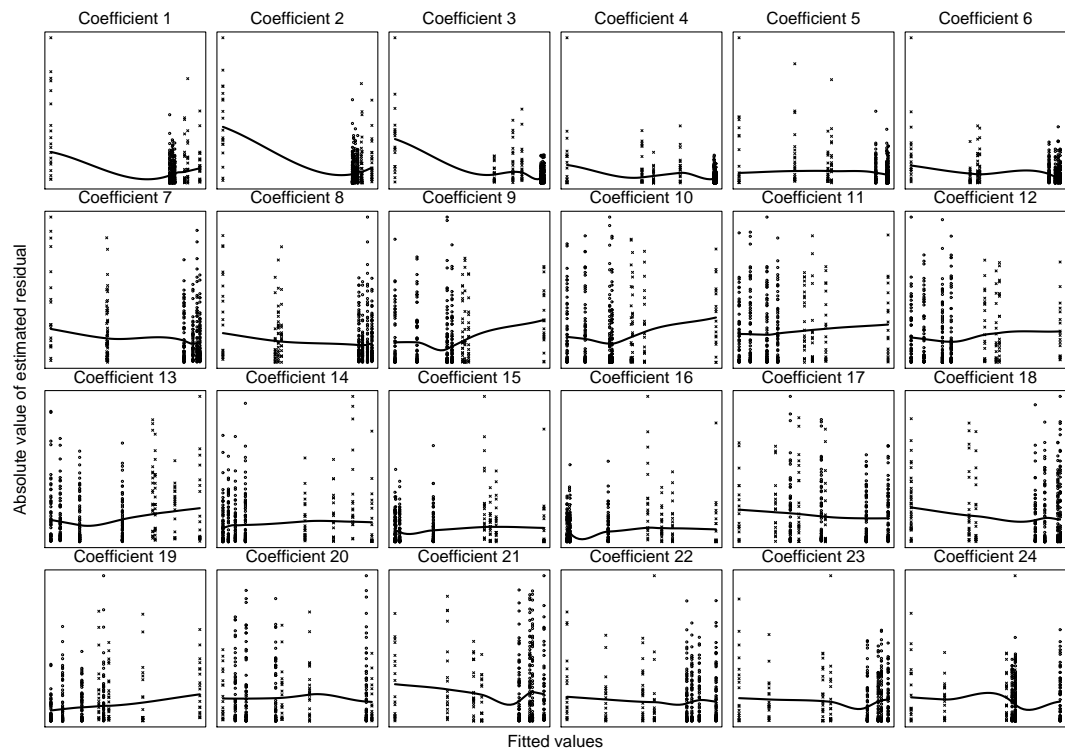 Coefficient 1 Coefficient 2 Coefficient 3 Coefficient 4 Coefficient 5 Coefficient 6
Coefficient 7 Coefficient 8 Coefficient 9 Coefficient 10 Coefficient 11 Coefficient 12
Coefficient 13 Coefficient 14 Coefficient 15 Coefficient 16 Coefficient 17 Coefficient 18
Coefficient 19 Coefficient 20 Coefficient 21 Coefficient 22 Coefficient 23 Coefficient 24
Absolute value of estimated residual
Fitted values